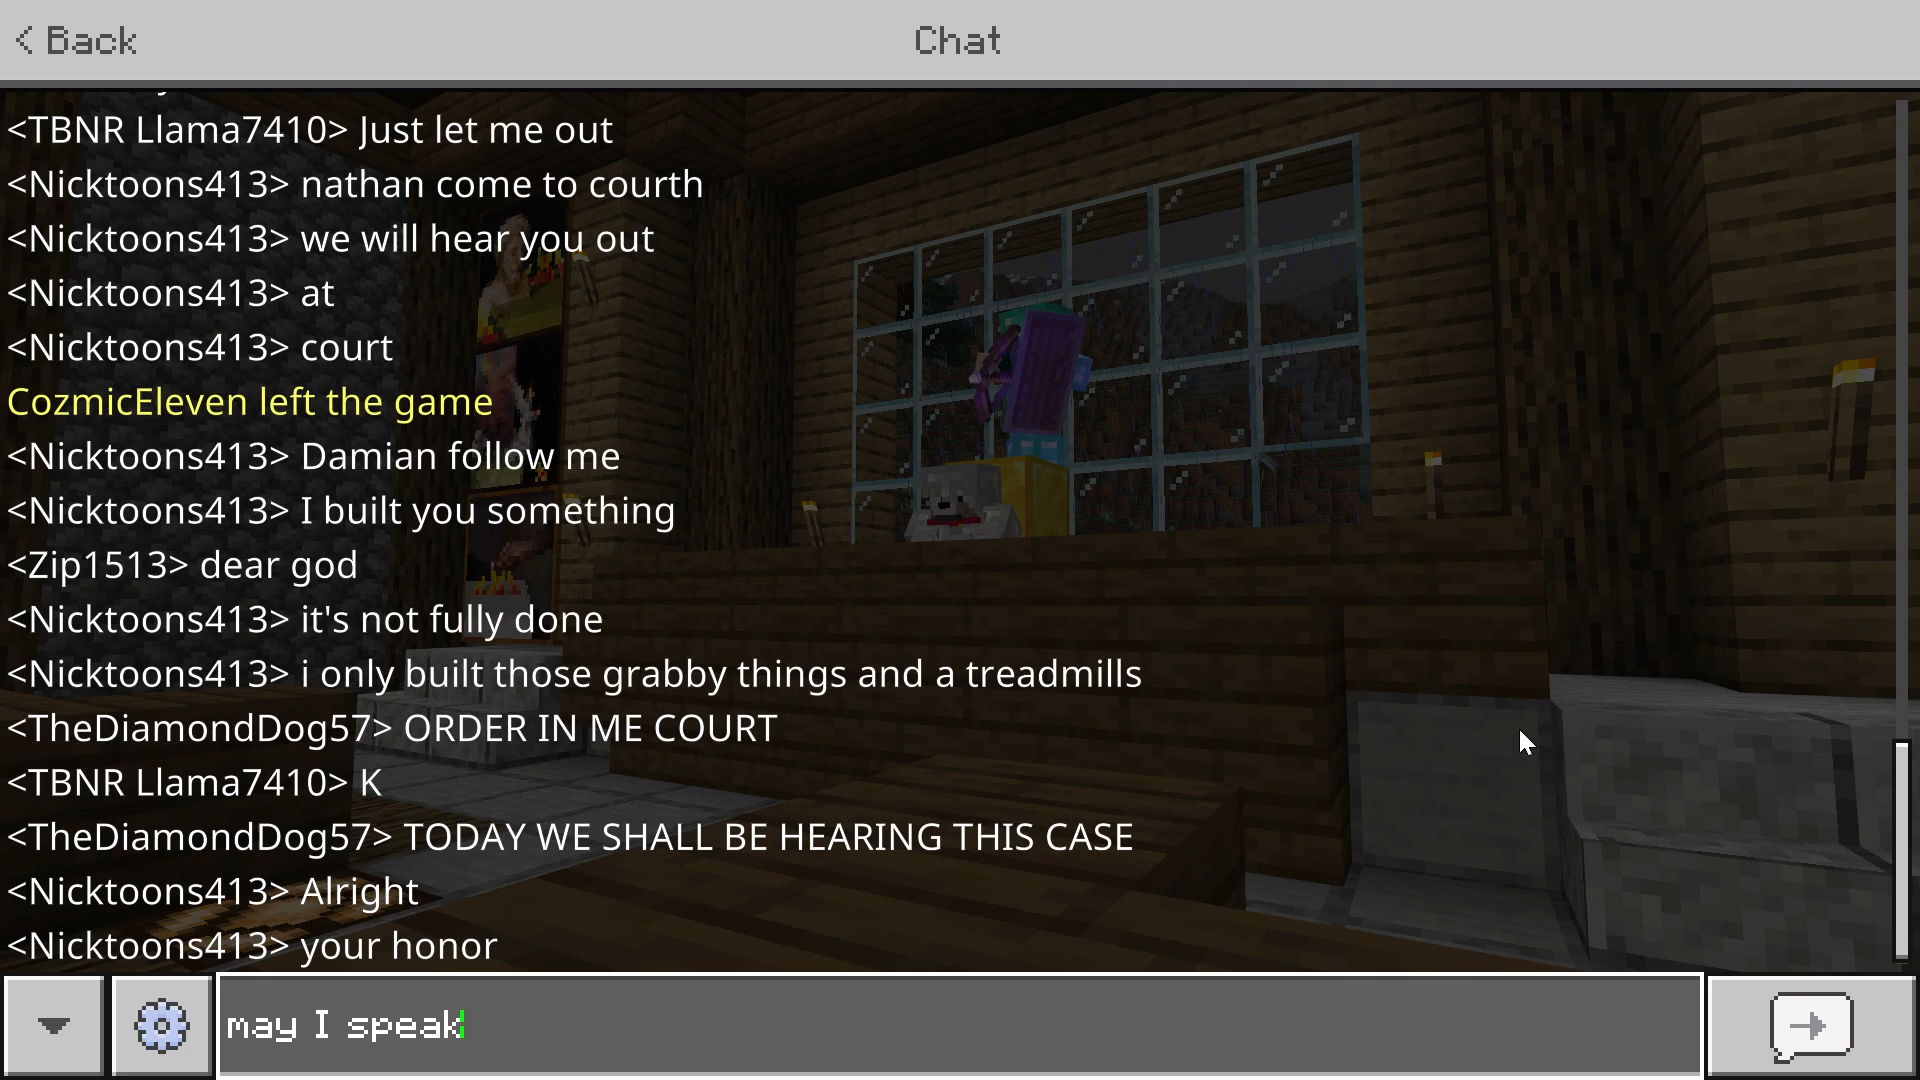 Back
Chat
<TBNR Llama7410> Just let me out
<Nicktoons413> nathan come to courth
<Nicktoons413> we will hear you out
<Nicktoons413> at
<Nicktoons413> court
CozmicEleven left the game
<Nicktoons413> Damian follow me
<Nicktoons413> I built you something
<Zip1513> dear god
<Nicktoons413> it's not fully done
<Nicktoons413> i only built those grabby things and a treadmills
<TheDiamondDog57> ORDER IN ME COURT
<TBNR Llama7410> K
<TheDiamondDog57> TODAY WE SHALL BE HEARING THIS CASE
<Nicktoons413> Alright
<Nicktoons413> your honor
may I speak